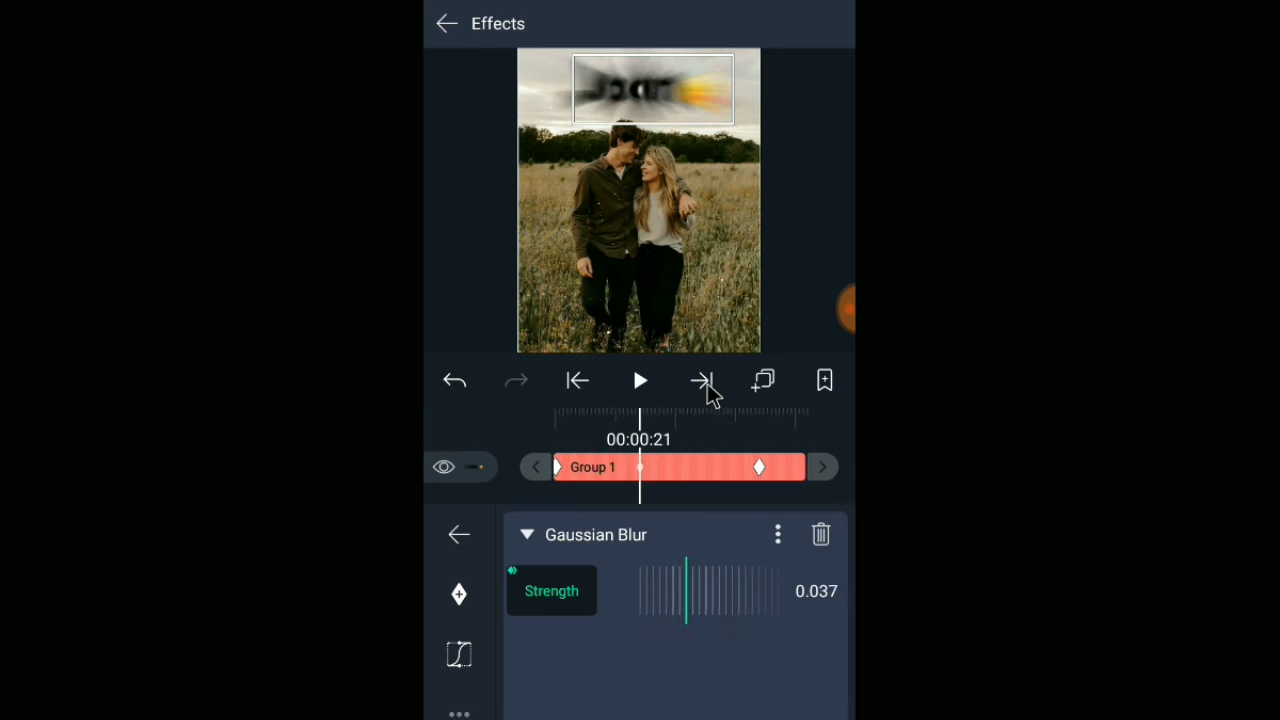 Effects
00:00:21
Group 1
Gaussian Blur
Strength
0.037